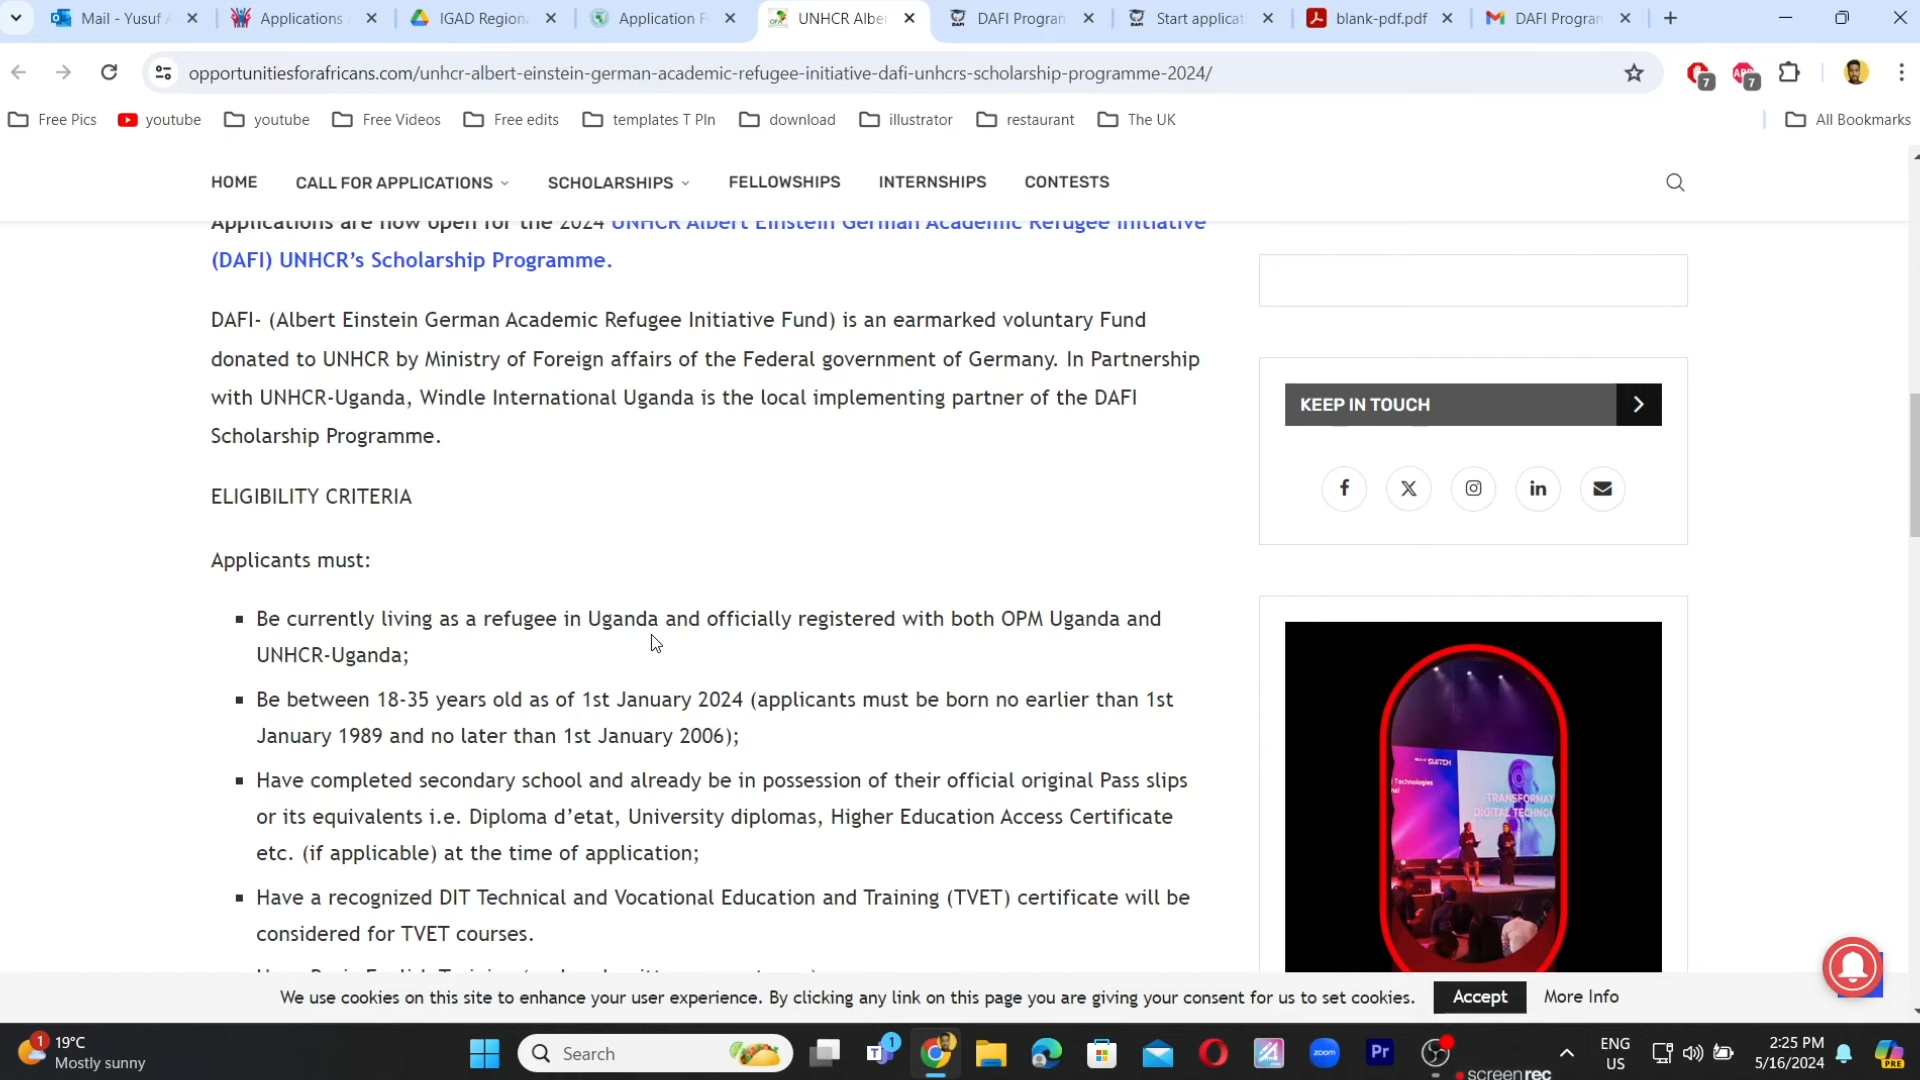 Mail - Yusuf A
Applications
IGAD Region
Application F
UNHCR Albe
DAFI Progran
Start applicat
blank-pdf.pdf
DAFI Progran
opportunitiesforafricans.com/unhcr-albert-einstein-german-academic-refugee-initiative-dafi-unhcrs-scholarship-programme-2024/
7
7
Free Pics
youtube
youtube
Free Videos
Free edits
templates T Pln
download
illustrator
restaurant
The UK
All Bookmarks
HOME
CALL FOR APPLICATIONS
SCHOLARSHIPS
FELLOWSHIPS
INTERNSHIPS
CONTESTS
Applications are now open for the 2024 UNHCR Albert Einstein German Academic Refugee Initiative
(DAFI) UNHCR’s Scholarship Programme.
DAFI- (Albert Einstein German Academic Refugee Initiative Fund) is an earmarked voluntary Fund
donated to UNHCR by Ministry of Foreign affairs of the Federal government of Germany. In Partnership
with UNHCR-Uganda, Windle International Uganda is the local implementing partner of the DAFI
Scholarship Programme.
ELIGIBILITY CRITERIA
Applicants must:
Be currently living as a refugee in Uganda and officially registered with both OPM Uganda and
UNHCR-Uganda;
Be between 18-35 years old as of 1st January 2024 (applicants must be born no earlier than 1st
January 1989 and no later than 1st January 2006);
Have completed secondary school and already be in possession of their official original Pass slips
or its equivalents i.e. Diploma d’etat, University diplomas, Higher Education Access Certificate
etc. (if applicable) at the time of application;
Have a recognized DIT Technical and Vocational Education and Training (TVET) certificate will be
considered for TVET courses.
KEEP IN TOUCH
TRANSFORMAT
DIGITAL TECHNO
We use cookies on this site to enhance your user experience. By clicking any link on this page you are giving your consent for us to set cookies.
Accept
More Info
1
19°C
Mostly sunny
Search
1
zoom
Pr
screenrec
ENG
US
2:25 PM
5/16/2024
PRE